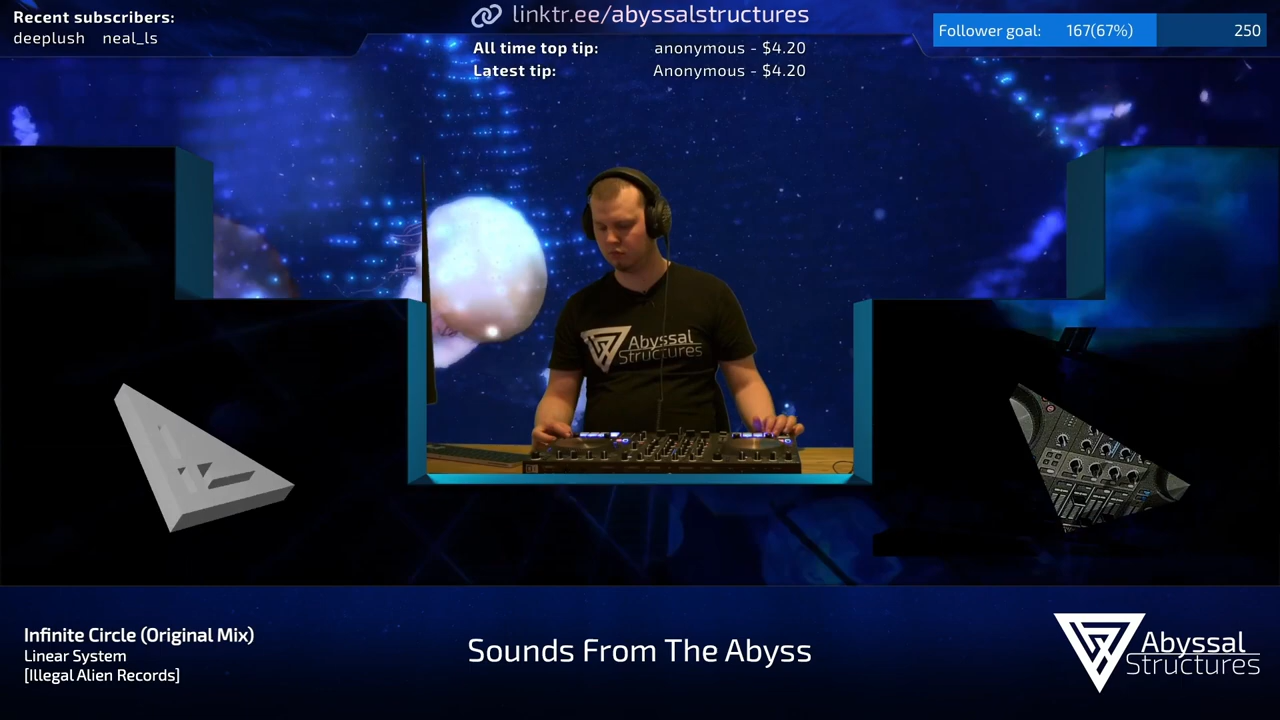 Recent subscribers:
deeplush neal_ls
linktr.ee/abyssalstructures
All time top tip: anonymous - $4.20
Latest tip: Anonymous - $4.20
Follower goal: 167(67%) 250
Abyssal
Structures
Infinite Circle (Original Mix)
Linear System
[Illegal Alien Records]
Sounds From The Abyss
Abyssal
Structures